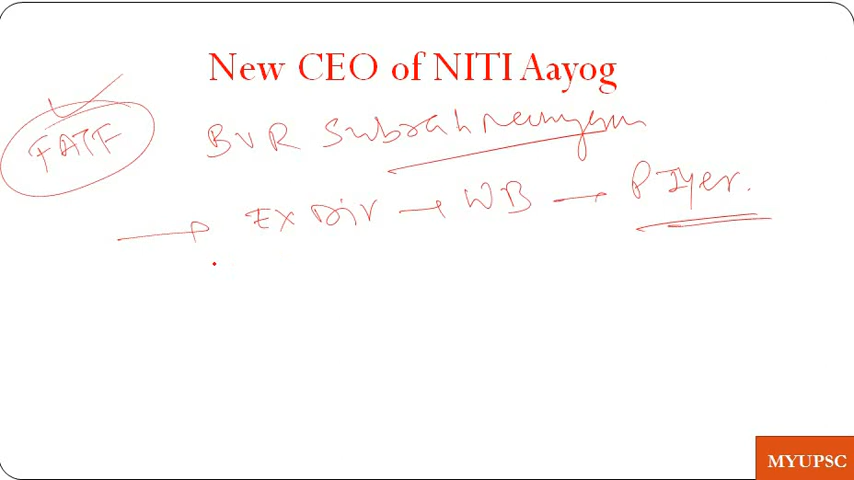 New CEO of NITI Aayog
FATF
BVR Subrahmanyam
Ex Dir → WB → P Iyer.
MYUPSC